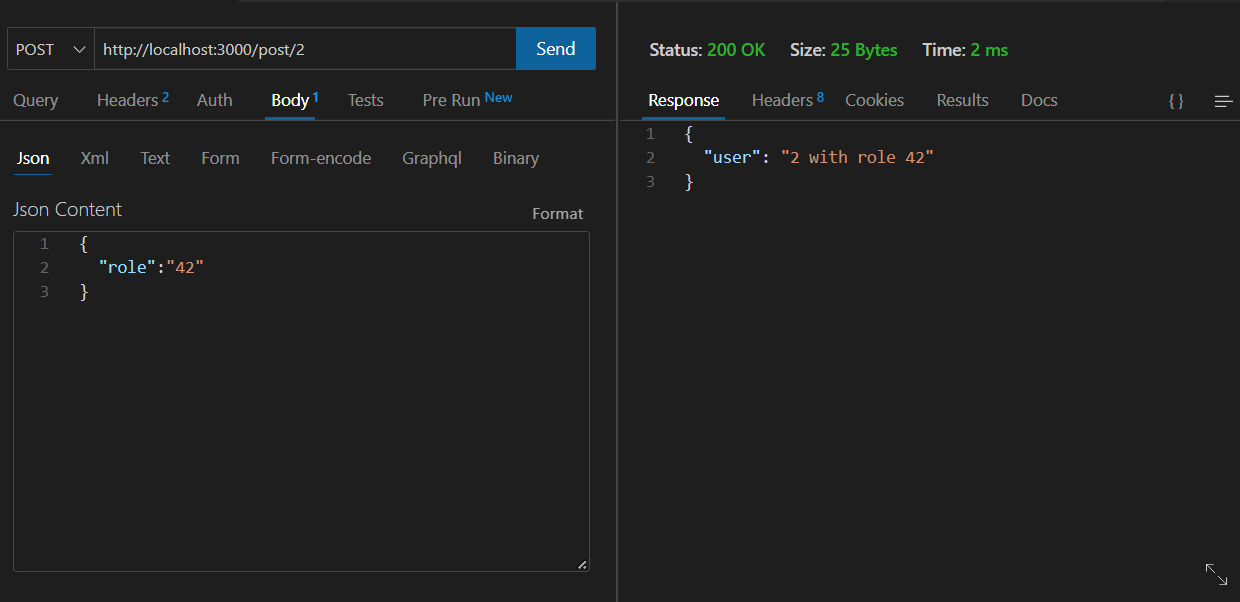 POST http://localhost:3000/post/2 Send
Query Headers 2 Auth Body 1 Tests Pre Run New
Json Xml Text Form Form-encode Graphql Binary
Json Content Format
1 {
2 "role":"42"
3 }
Status: 200 OK Size: 25 Bytes Time: 2 ms
Response Headers 8 Cookies Results Docs { }
1 {
2 "user": "2 with role 42"
3 }